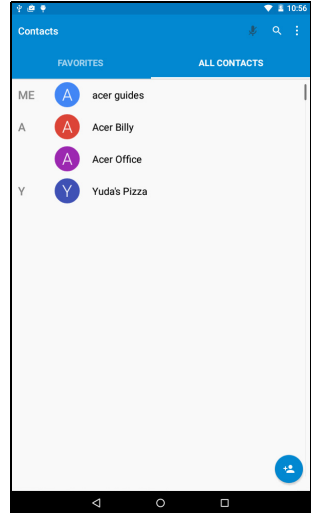 10:56
Contacts
FAVORITES ALL CONTACTS
ME A acer guides
A A Acer Billy
A Acer Office
Y Y Yuda's Pizza